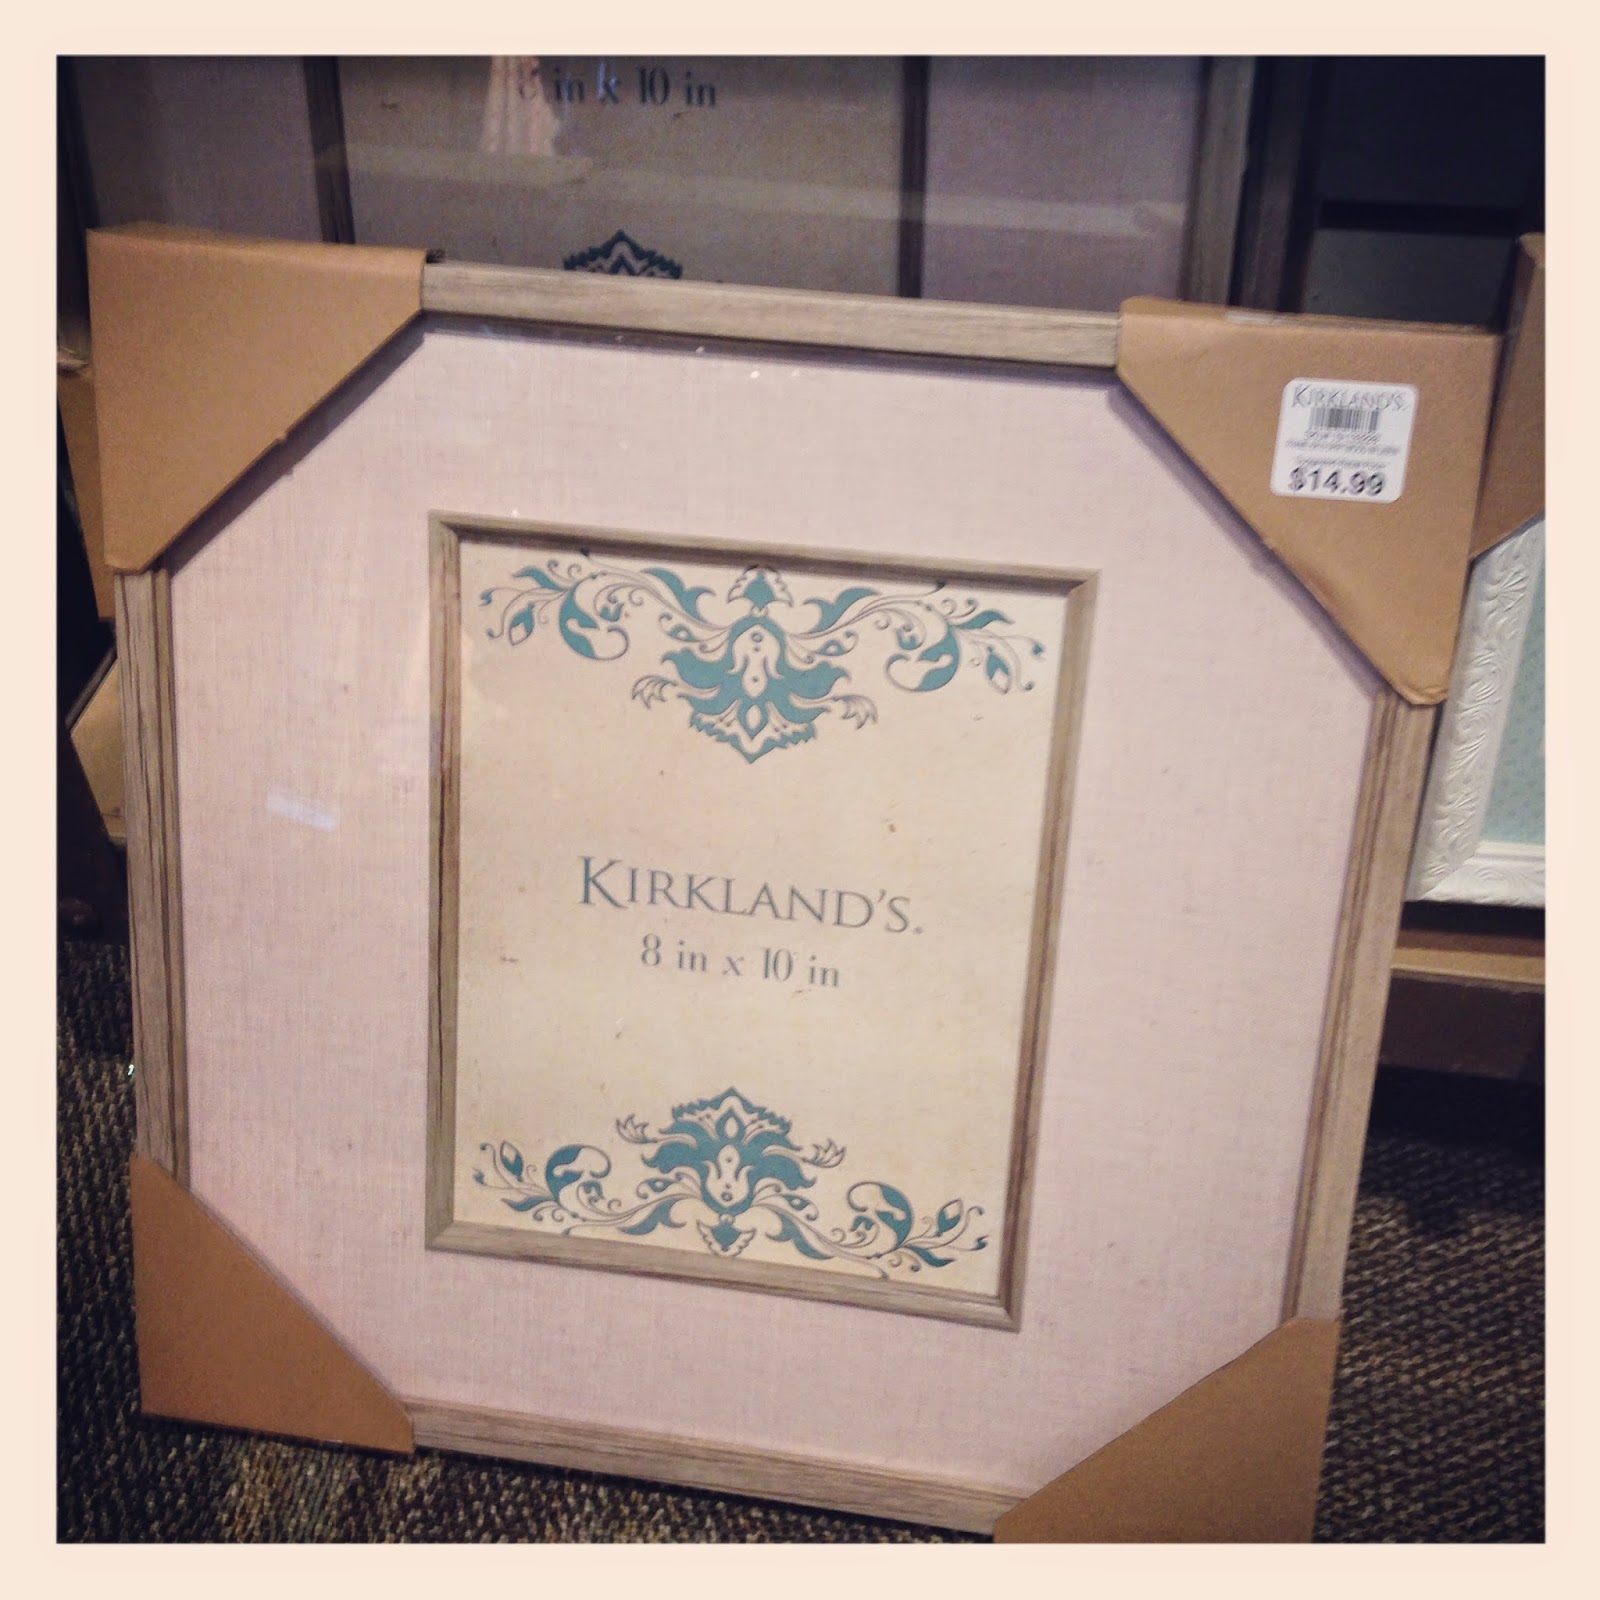 in x 10 in
KIRKLAND'S.
$14.99
KIRKLAND'S.
8 in x 10 in